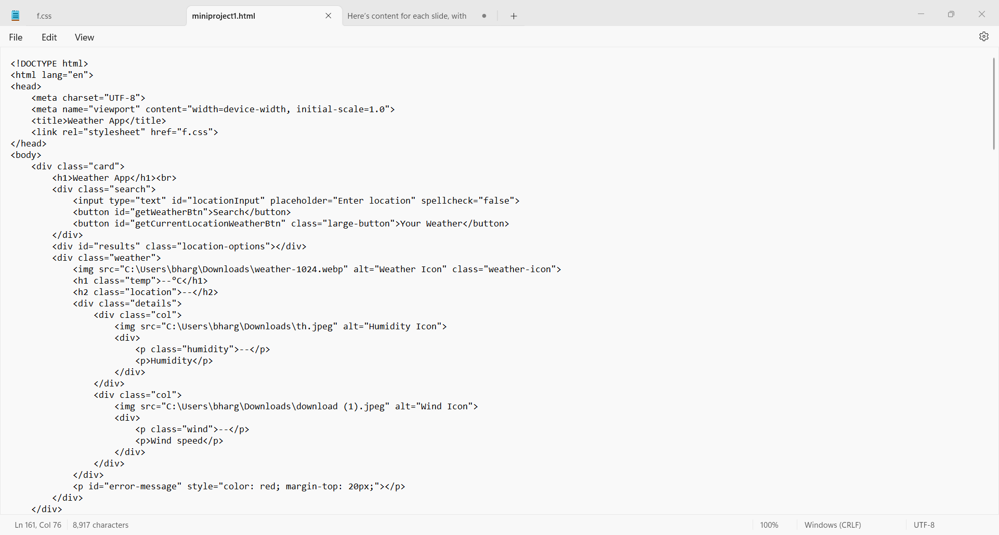 f.css
miniproject1.html
Here's content for each slide, with
File Edit View
<!DOCTYPE html>
<html lang="en">
<head>
    <meta charset="UTF-8">
    <meta name="viewport" content="width=device-width, initial-scale=1.0">
    <title>Weather App</title>
    <link rel="stylesheet" href="f.css">
</head>
<body>
    <div class="card">
        <h1>Weather App</h1><br>
        <div class="search">
            <input type="text" id="locationInput" placeholder="Enter location" spellcheck="false">
            <button id="getWeatherBtn">Search</button>
            <button id="getCurrentLocationWeatherBtn" class="large-button">Your Weather</button>
        </div>
        <div id="results" class="location-options"></div>
        <div class="weather">
            <img src="C:\Users\bharg\Downloads\weather-1024.webp" alt="Weather Icon" class="weather-icon">
            <h1 class="temp">--°C</h1>
            <h2 class="location">--</h2>
            <div class="details">
                <div class="col">
                    <img src="C:\Users\bharg\Downloads\th.jpeg" alt="Humidity Icon">
                    <div>
                        <p class="humidity">--</p>
                        <p>Humidity</p>
                    </div>
                </div>
                <div class="col">
                    <img src="C:\Users\bharg\Downloads\download (1).jpeg" alt="Wind Icon">
                    <div>
                        <p class="wind">--</p>
                        <p>Wind speed</p>
                    </div>
                </div>
            </div>
            <p id="error-message" style="color: red; margin-top: 20px;"></p>
        </div>
    </div>
Ln 161, Col 76 8,917 characters 100% Windows (CRLF) UTF-8